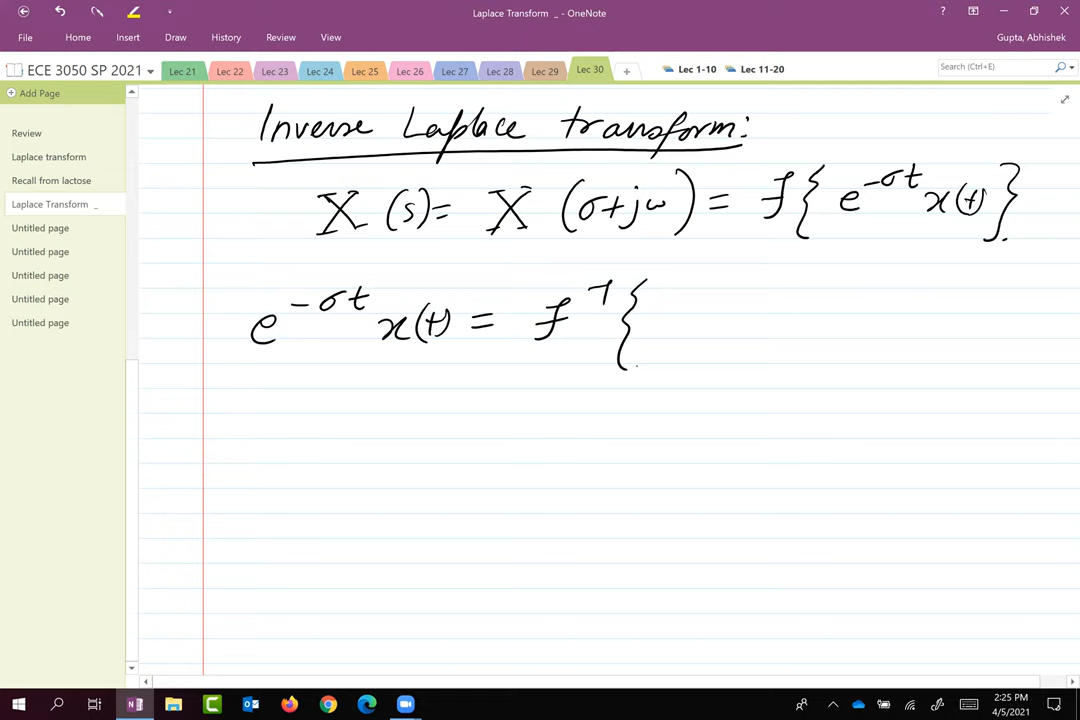 Laplace Transform _ - OneNote
File Home Insert Draw History Review View
Gupta, Abhishek
ECE 3050 SP 2021
Lec 21 Lec 22 Lec 23 Lec 24 Lec 25 Lec 26 Lec 27 Lec 28 Lec 29 Lec 30 Lec 1-10 Lec 11-20
Search (Ctrl+E)
Add Page
Review
Laplace transform
Recall from lactose
Laplace Transform _
Untitled page
Untitled page
Untitled page
Untitled page
Untitled page
Inverse Laplace transform:
X(s) = X(σ+jω) = f{e^{-σt} x(t)}.
e^{-σt} x(t) = f^{-1}{
2:25 PM
4/5/2021